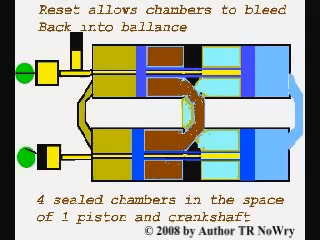 Reset allows chambers to bleed
Back into ballance
4 sealed chambers in the space
of 1 piston and crankshaft
© 2008 by Author TR NoWry